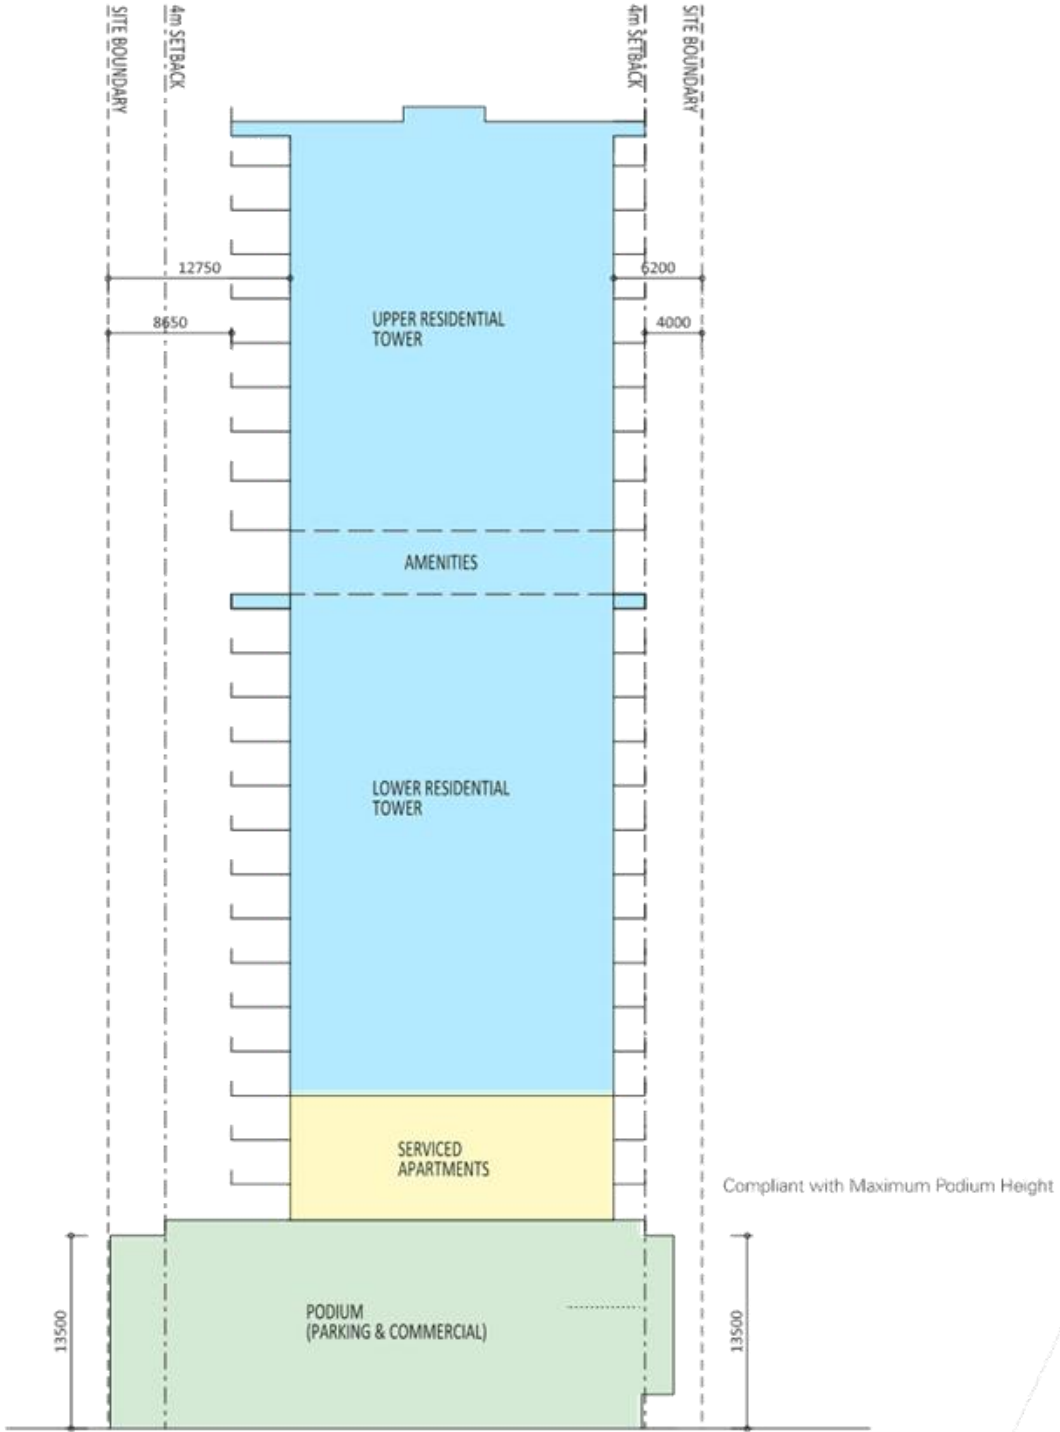 SITE BOUNDARY
4m SETBACK
4m SETBACK
SITE BOUNDARY
12750
6200
8650
4000
UPPER RESIDENTIAL
TOWER
AMENITIES
LOWER RESIDENTIAL
TOWER
SERVICED
APARTMENTS
Compliant with Maximum Podium Height
PODIUM
(PARKING & COMMERCIAL)
13500
13500